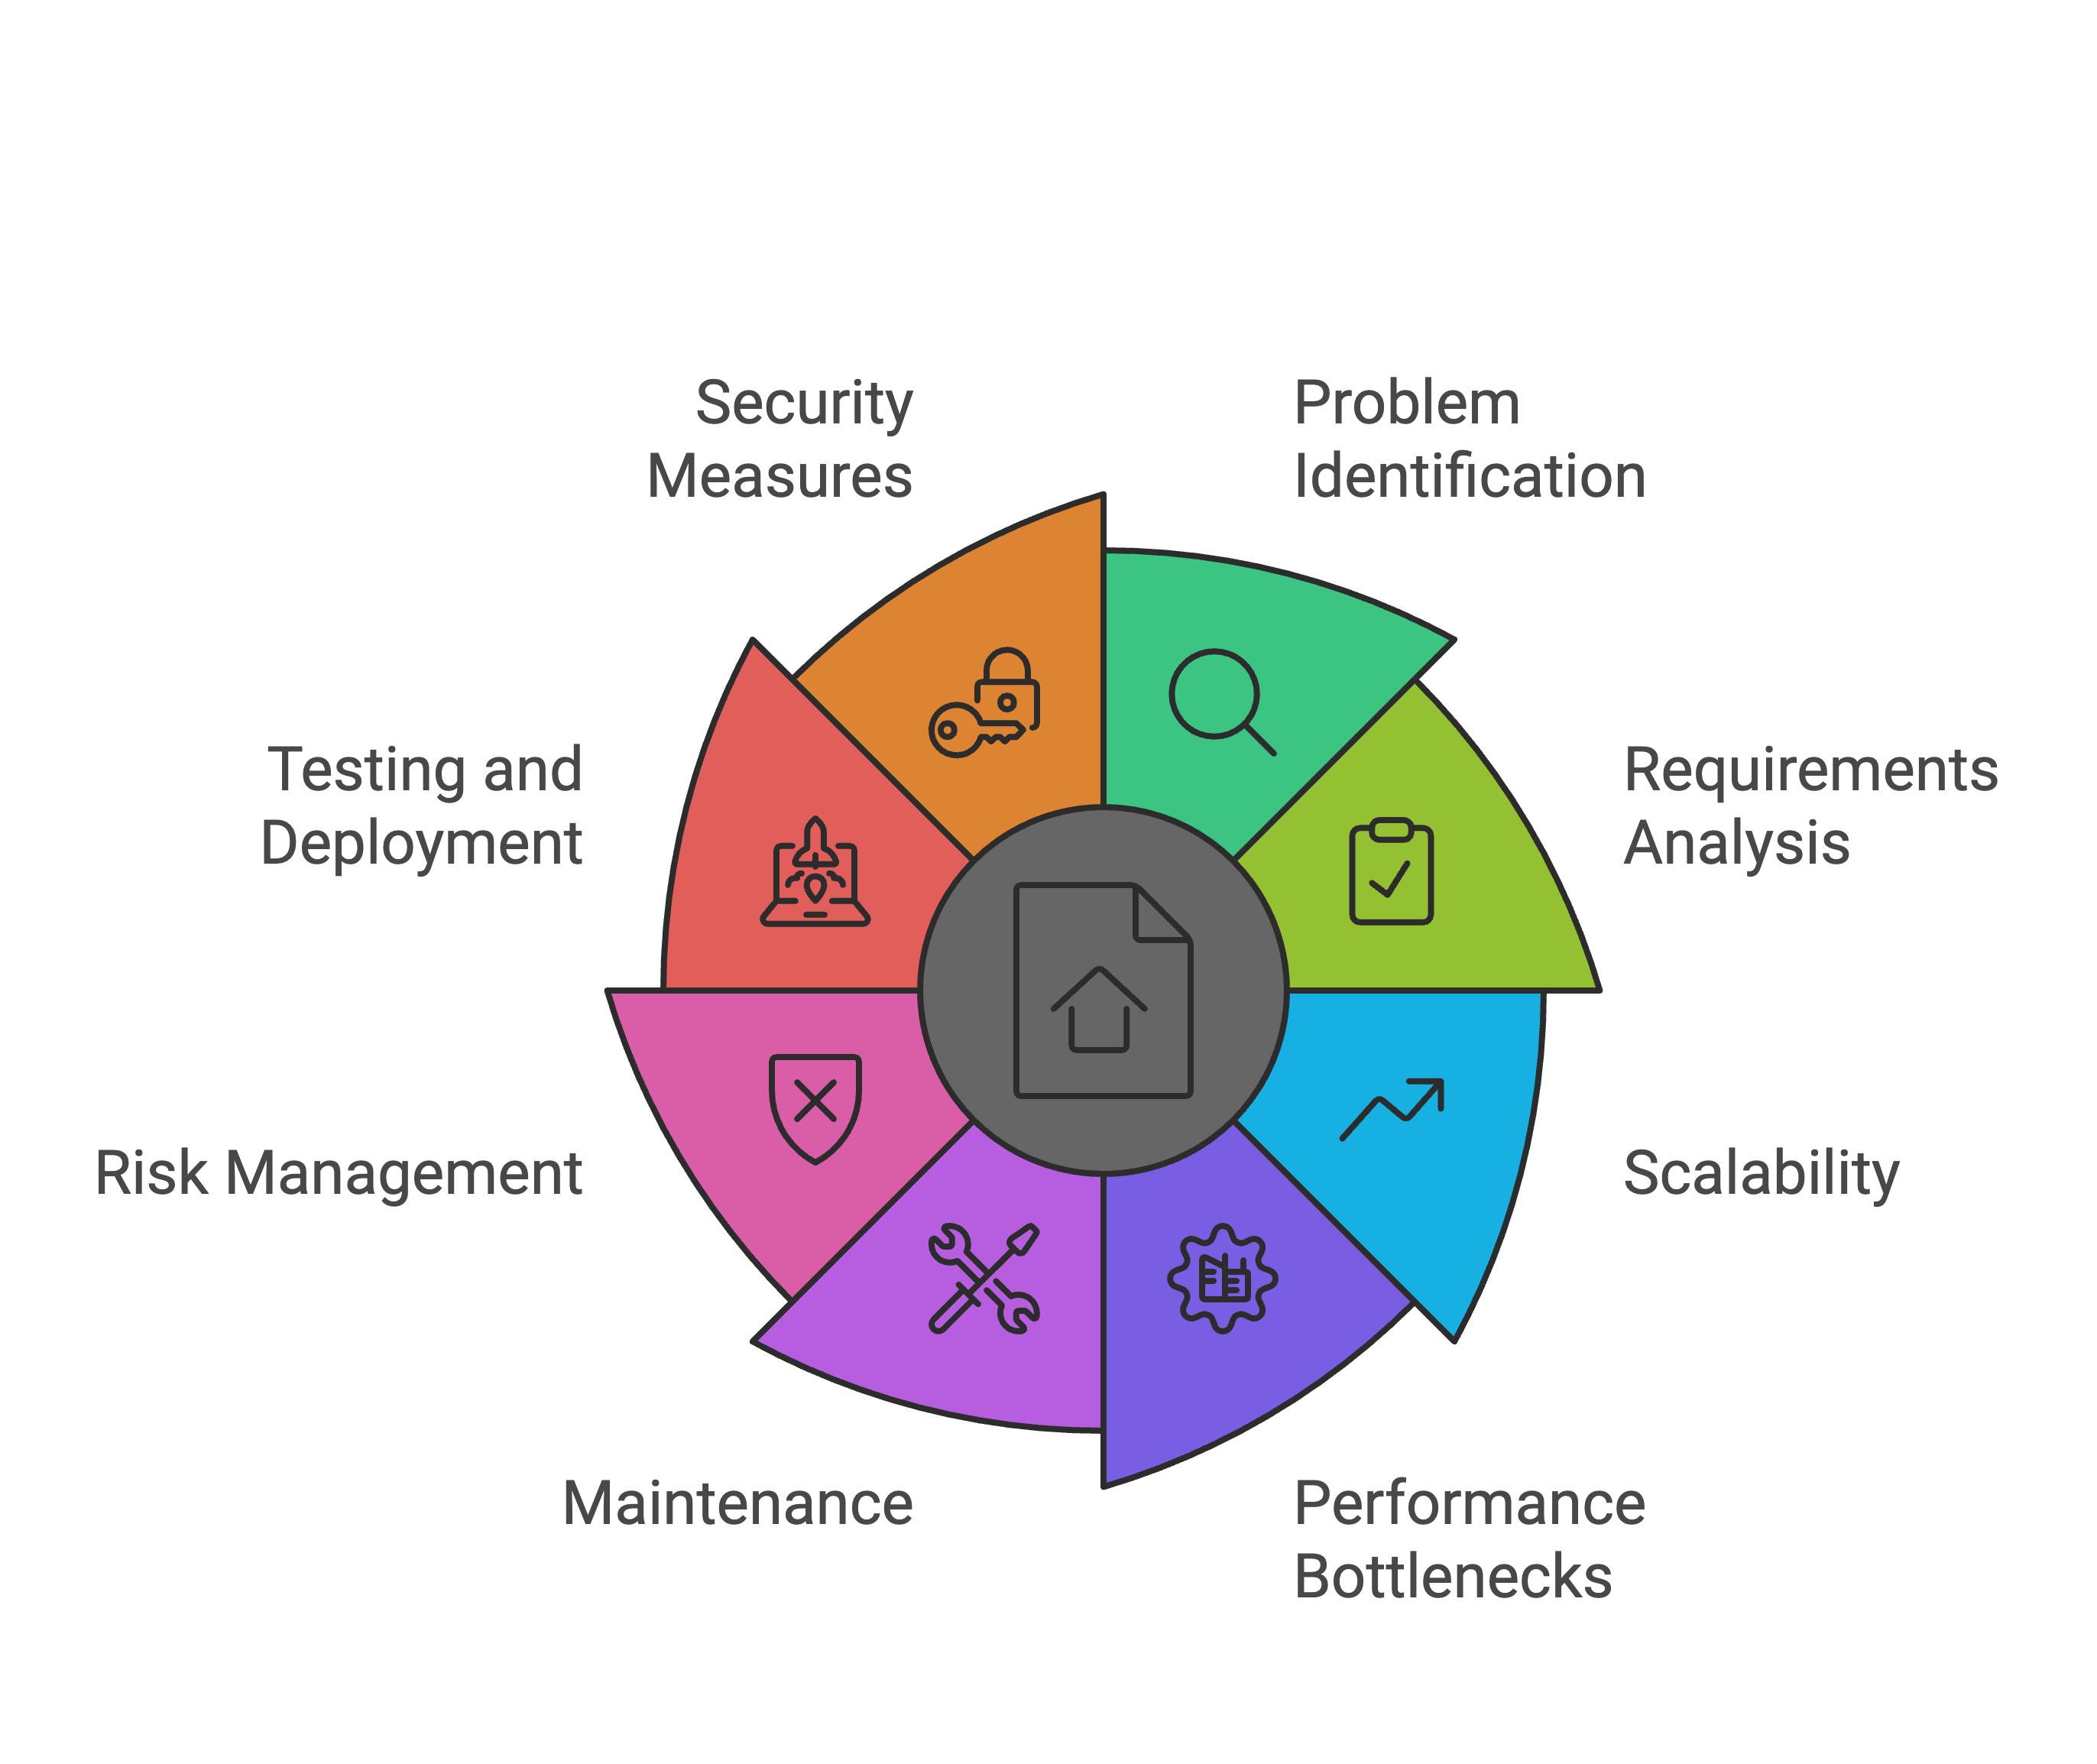 Security
Measures
Problem
Identification
Testing and
Deployment
Requirements
Analysis
Risk Management
Scalability
Maintenance
Performance
Bottlenecks